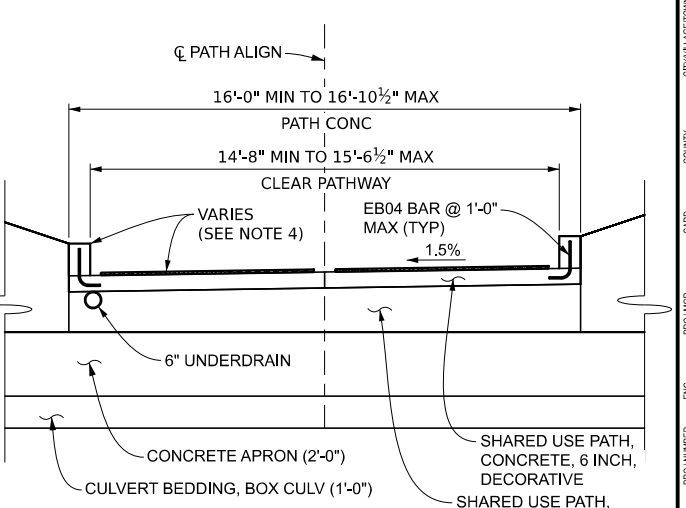 ℄ PATH ALIGN
16'-0" MIN TO 16'-10½" MAX
PATH CONC
14'-8" MIN TO 15'-6½" MAX
CLEAR PATHWAY
VARIES
(SEE NOTE 4)
EB04 BAR @ 1'-0"
MAX (TYP)
1.5%
6" UNDERDRAIN
CONCRETE APRON (2'-0")
CULVERT BEDDING, BOX CULV (1'-0")
SHARED USE PATH,
CONCRETE, 6 INCH,
DECORATIVE
SHARED USE PATH,
COUNTY